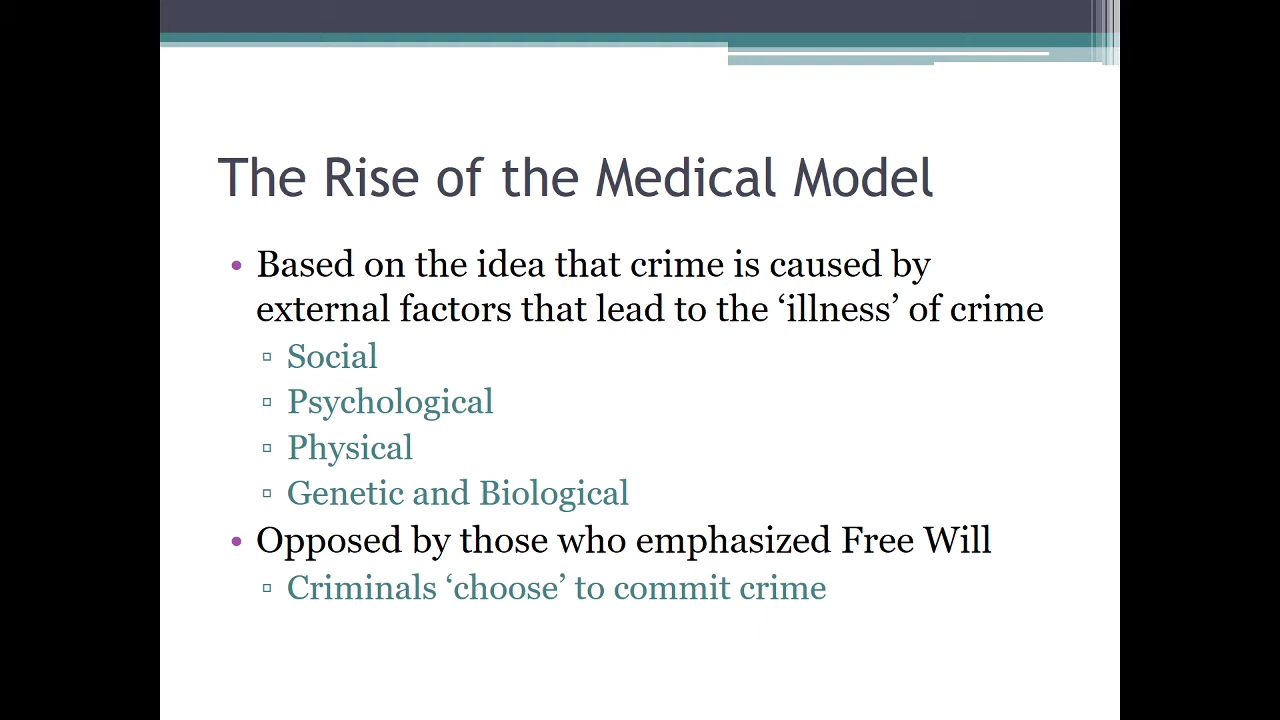 The Rise of the Medical Model
• Based on the idea that crime is caused by
external factors that lead to the ‘illness’ of crime
▫ Social
▫ Psychological
▫ Physical
▫ Genetic and Biological
• Opposed by those who emphasized Free Will
▫ Criminals ‘choose’ to commit crime